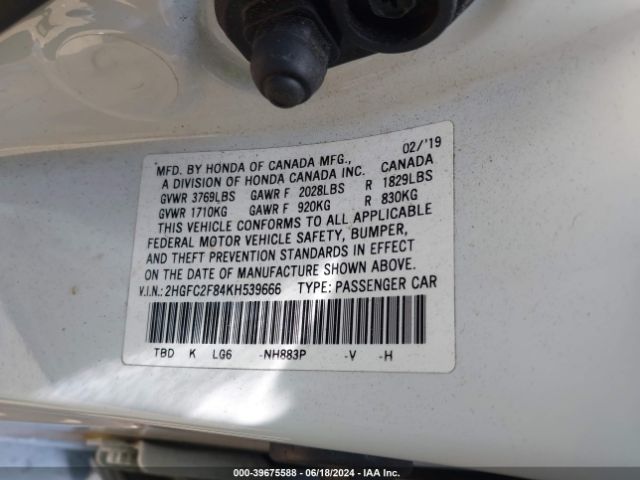 02/'19
MFD. BY HONDA OF CANADA MFG., CANADA
A DIVISION OF HONDA CANADA INC.
GVWR 3769LBS GAWR F 2028LBS R 1829LBS
GVWR 1710KG GAWR F 920KG R 830KG
THIS VEHICLE CONFORMS TO ALL APPLICABLE
FEDERAL MOTOR VEHICLE SAFETY, BUMPER,
AND THEFT PREVENTION STANDARDS IN EFFECT
ON THE DATE OF MANUFACTURE SHOWN ABOVE.
V.I.N.: 2HGFC2F84KH539666 TYPE: PASSENGER CAR
TBD K LG6 -NH883P -V -H
000-39675588 - 06/18/2024 - IAAI.COM